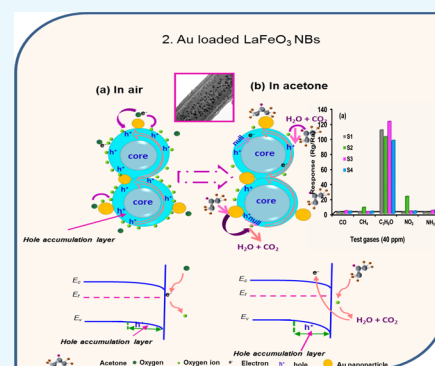 2. Au loaded LaFeO3 NBs
(a) In air
(b) In acetone
e-
h+
core
h+
h+
core
h+
Hole accumulation layer
null
h+
core
h+
h+
core
h+ null
H2O + CO2
H2O + CO2
(a)
S1
S2
S3
S4
Response (Rg/Ra)
140
120
100
80
60
40
20
0
CO CH4 C3H6O NO2 NH3
Test gases (40 ppm)
Ec
Ef
Ev
e-
h+
Hole accumulation layer
(a)
Ec
Ef
Ev
e-
h+
H2O + CO2
Hole accumulation layer
(b)
Acetone Oxygen Oxygen ion e- Electron h+ hole Au nanoparticle